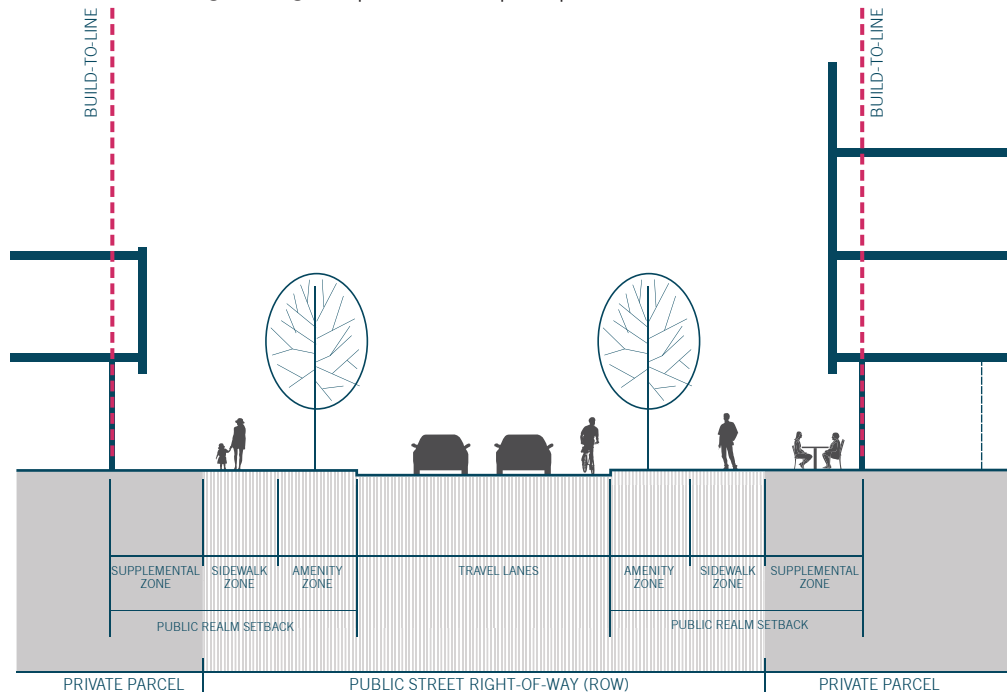 BUILD-TO-LINE
BUILD-TO-LINE
SUPPLEMENTAL
ZONE
SIDEWALK
ZONE
AMENITY
ZONE
TRAVEL LANES
AMENITY
ZONE
SIDEWALK
ZONE
SUPPLEMENTAL
ZONE
PUBLIC REALM SETBACK
PUBLIC REALM SETBACK
PRIVATE PARCEL
PUBLIC STREET RIGHT-OF-WAY (ROW)
PRIVATE PARCEL